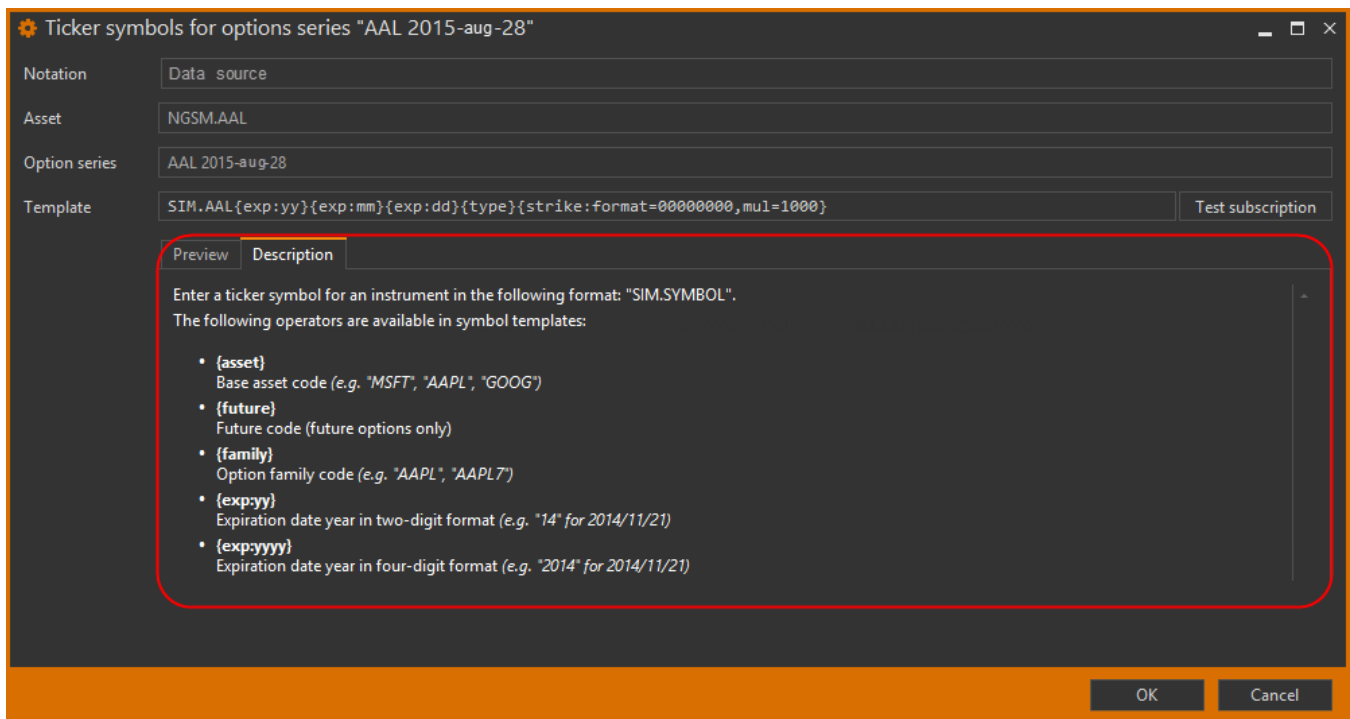 Ticker symbols for options series "AAL 2015-aug-28"
Notation
Data source
Asset
NGSM.AAL
Option series
AAL 2015-aug-28
Template
SIM.AAL{exp:yy}{exp:mm}{exp:dd}{type}{strike:format=00000000,mul=1000}
Test subscription
Preview
Description
Enter a ticker symbol for an instrument in the following format: "SIM.SYMBOL".
The following operators are available in symbol templates:
• {asset}
Base asset code (e.g. "MSFT", "AAPL", "GOOG")
• {future}
Future code (future options only)
• {family}
Option family code (e.g. "AAPL", "AAPL7")
• {exp:yy}
Expiration date year in two-digit format (e.g. "14" for 2014/11/21)
• {exp:yyyy}
Expiration date year in four-digit format (e.g. "2014" for 2014/11/21)
OK
Cancel